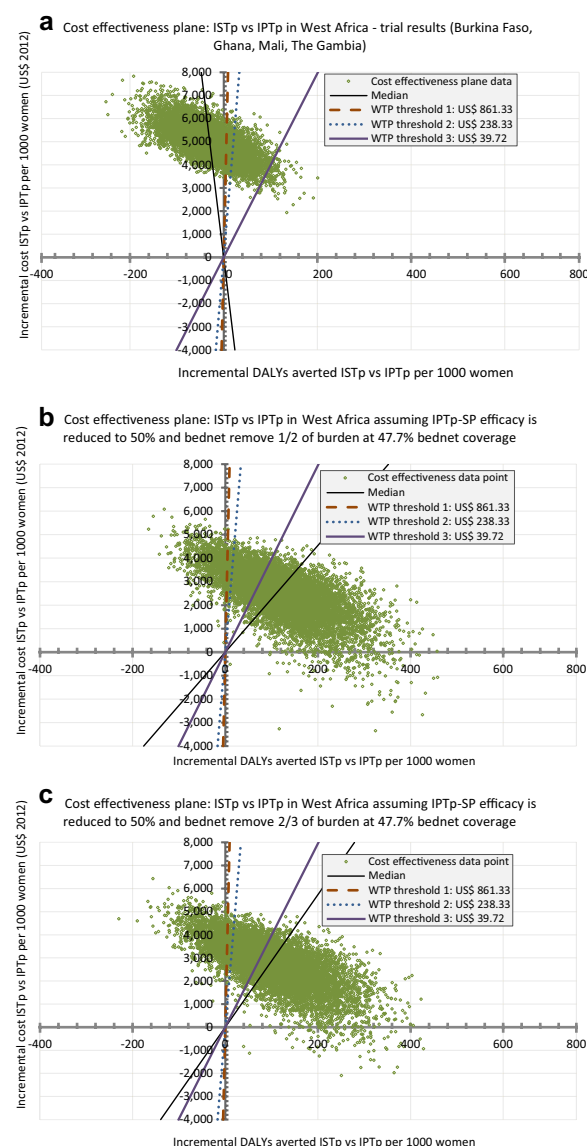 a Cost effectiveness plane: ISTp vs IPTp in West Africa - trial results (Burkina Faso,
Ghana, Mali, The Gambia)
Incremental cost ISTp vs IPTp per 1000 women (US$ 2012)
8,000
7,000
6,000
5,000
4,000
3,000
2,000
1,000
0
-1,000
-2,000
-3,000
-4,000
-400 -200 0 200 400 600 800
Cost effectiveness plane data
Median
WTP threshold 1: US$ 861.33
WTP threshold 2: US$ 238.33
WTP threshold 3: US$ 39.72
Incremental DALYs averted ISTp vs IPTp per 1000 women
b Cost effectiveness plane: ISTp vs IPTp in West Africa assuming IPTp-SP efficacy is
reduced to 50% and bednet remove 1/2 of burden at 47.7% bednet coverage
Incremental cost ISTp vs IPTp per 1000 women (US$ 2012)
8,000
7,000
6,000
5,000
4,000
3,000
2,000
1,000
0
-1,000
-2,000
-3,000
-4,000
-400 -200 0 200 400 600 800
Cost effectiveness data point
Median
WTP threshold 1: US$ 861.33
WTP threshold 2: US$ 238.33
WTP threshold 3: US$ 39.72
Incremental DALYs averted ISTp vs IPTp per 1000 women
c Cost effectiveness plane: ISTp vs IPTp in West Africa assuming IPTp-SP efficacy is
reduced to 50% and bednet remove 2/3 of burden at 47.7% bednet coverage
Incremental cost ISTp vs IPTp per 1000 women (US$ 2012)
8,000
7,000
6,000
5,000
4,000
3,000
2,000
1,000
0
-1,000
-2,000
-3,000
-4,000
-400 -200 0 200 400 600 800
Cost effectiveness data point
Median
WTP threshold 1: US$ 861.33
WTP threshold 2: US$ 238.33
WTP threshold 3: US$ 39.72
Incremental DALYs averted ISTp vs IPTp per 1000 women